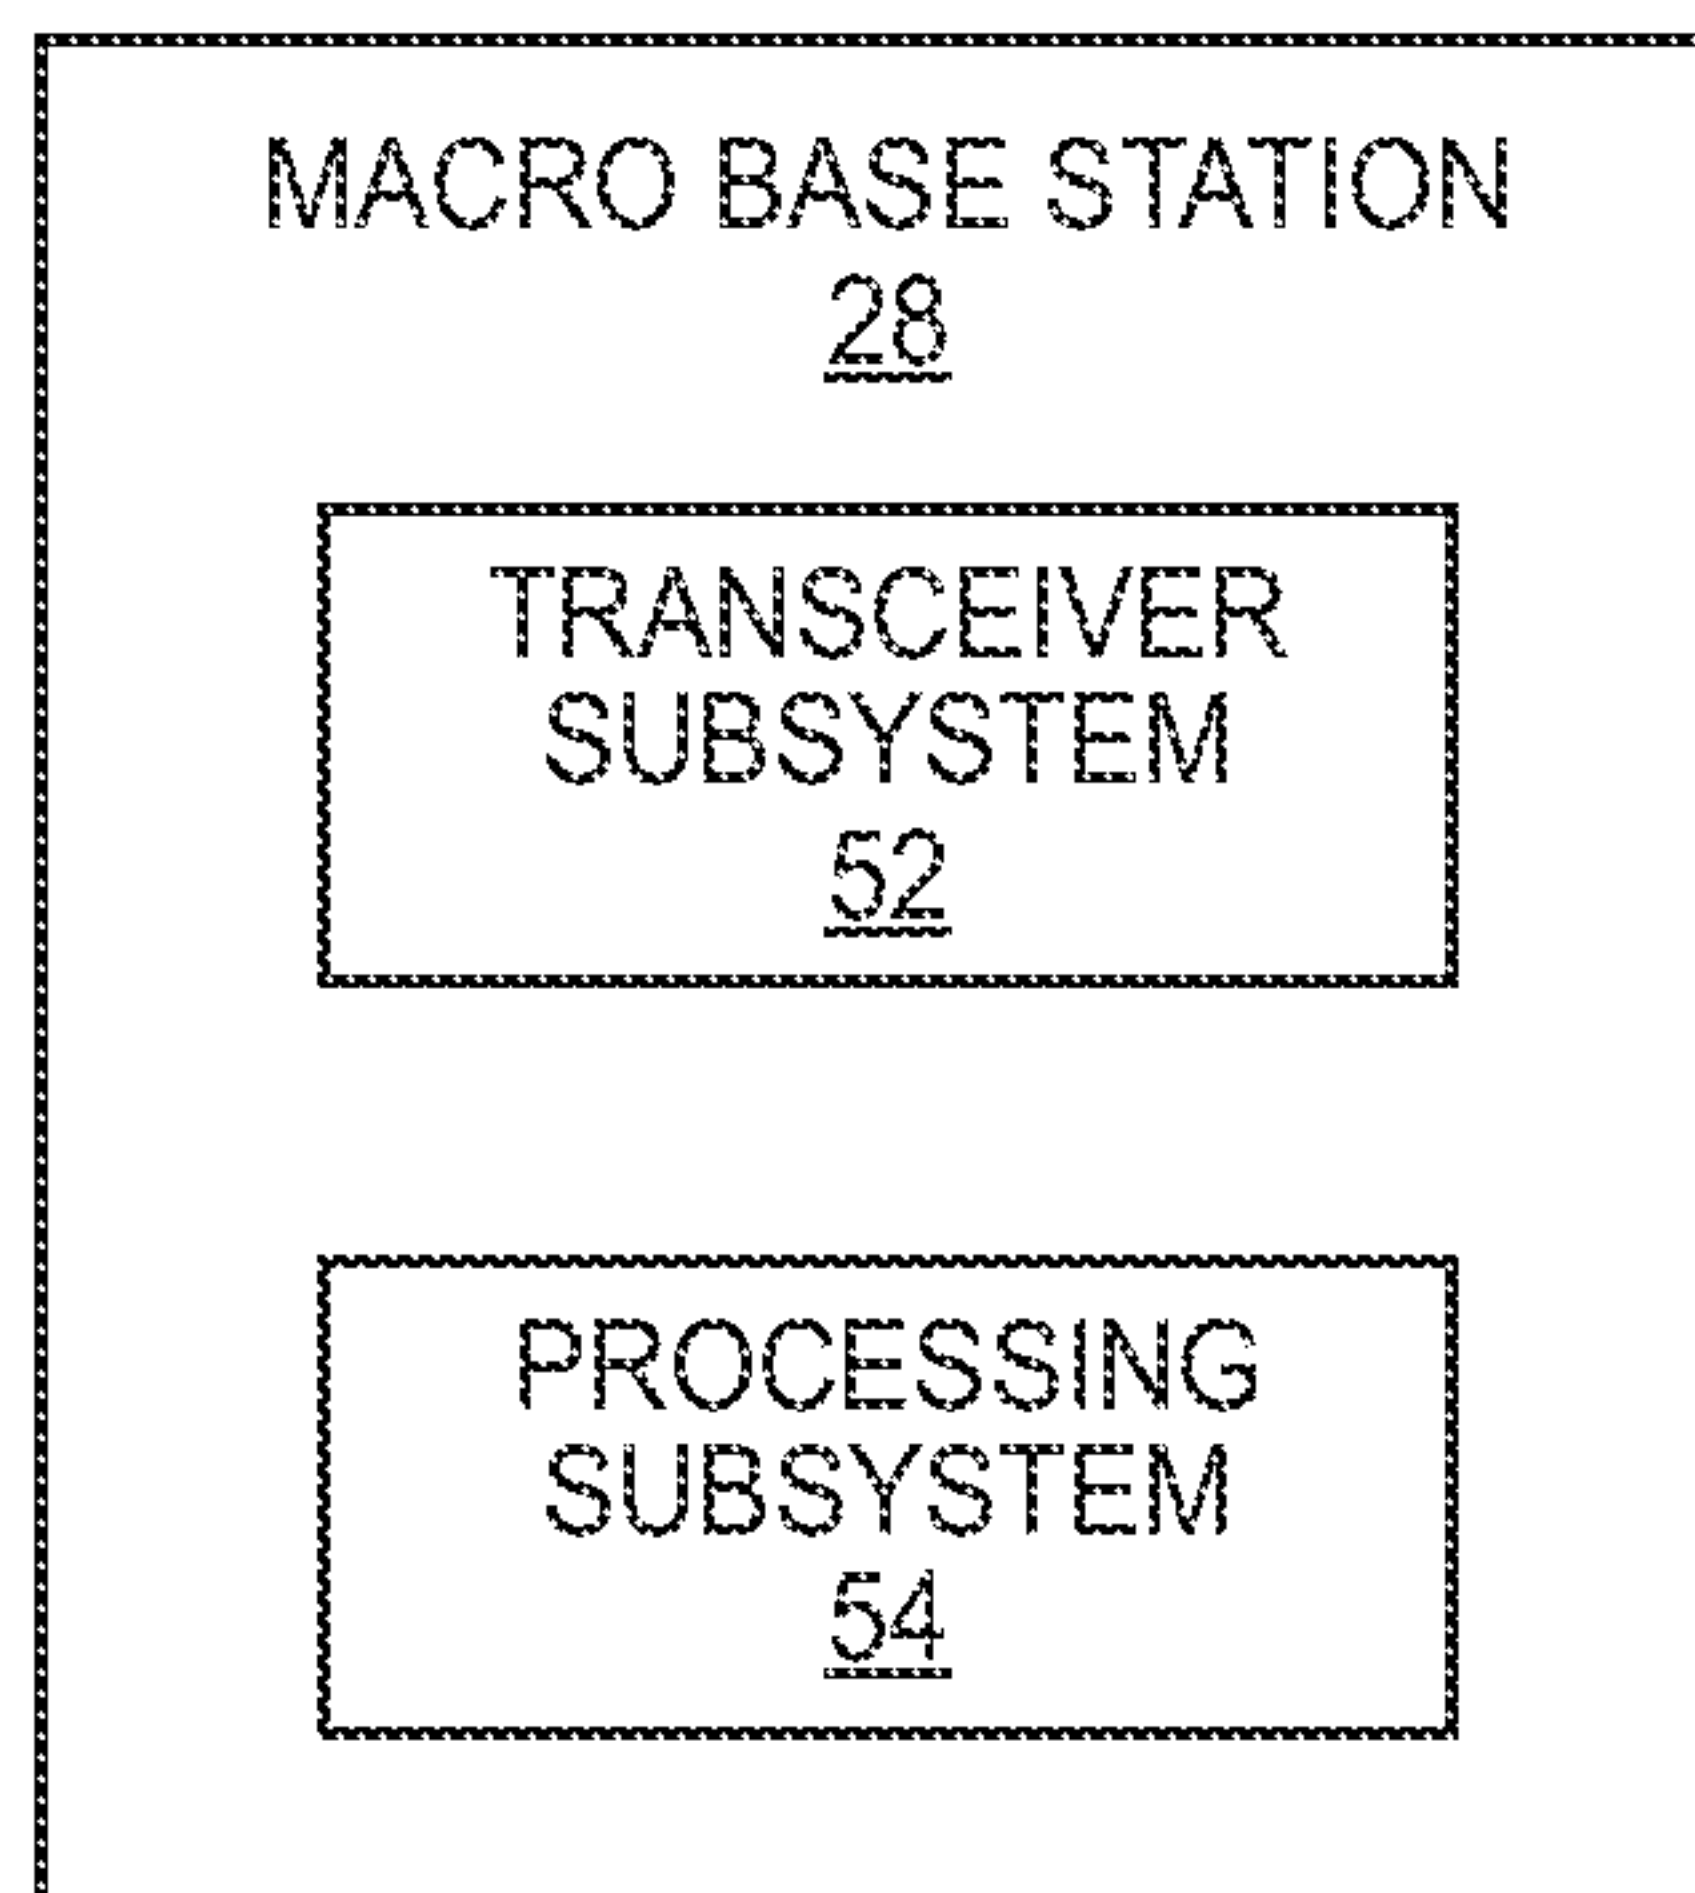 MACRO BASE STATION
28
TRANSCEIVER
SUBSYSTEM
52
PROCESSING
SUBSYSTEM
54